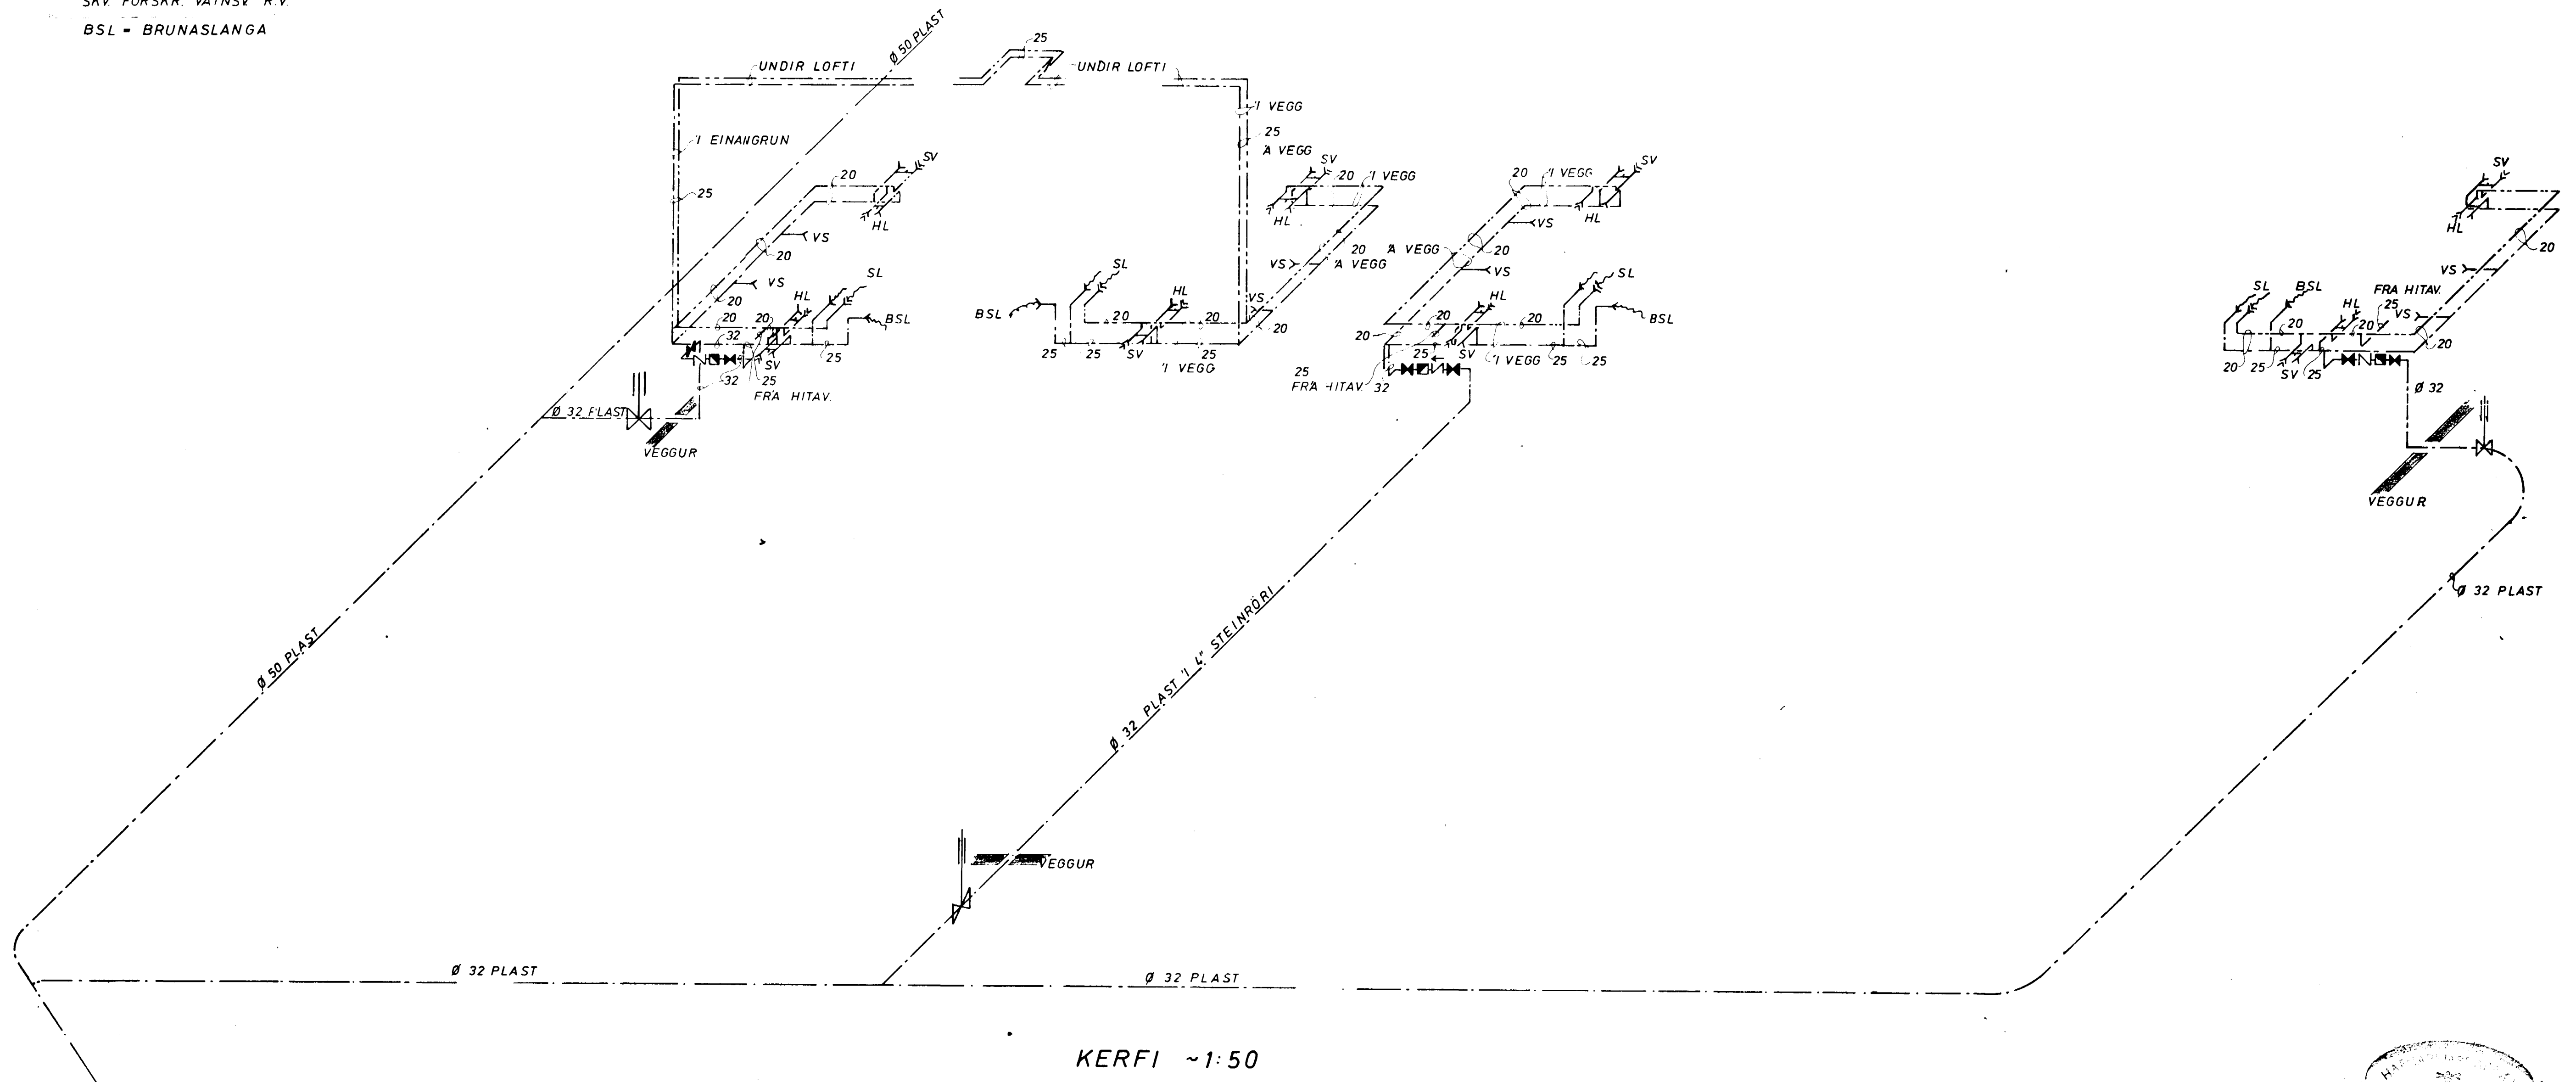 SKV. FORSKR. VATNSV. R.V.
BSL = BRUNASLANGA
Ø 50 PLAST
25
UNDIR LOFTI
UNDIR LOFTI
Í VEGG
25
Á VEGG
Í EINANGRUN
25
20
SV
HL
VS
20
VS
20
SL
HL
20
20
BSL
32
25
SV
32
25
FRÁ HITAV.
Ø 32 PLAST
VEGGUR
SV
20
Í VEGG
HL
20
Á VEGG
VS
VS
20
SL
BSL
HL
20
20
25
25
SV
25
Í VEGG
20
Í VEGG
SV
HL
VS
Á VEGG
20
VS
SL
HL
BSL
20
20
20
25
SV
Í VEGG
25
25
25
FRÁ HITAV.
32
SV
HL
20
VS
FRÁ HITAV.
25
VS
SL
BSL
HL
20
20
20
20
25
SV
25
Ø 32
VEGGUR
Ø 32 PLAST
Ø 50 PLAST
Ø 32 PLAST Í 4" STEINRÖRI
VEGGUR
Ø 32 PLAST
Ø 32 PLAST
KERFI ~1:50